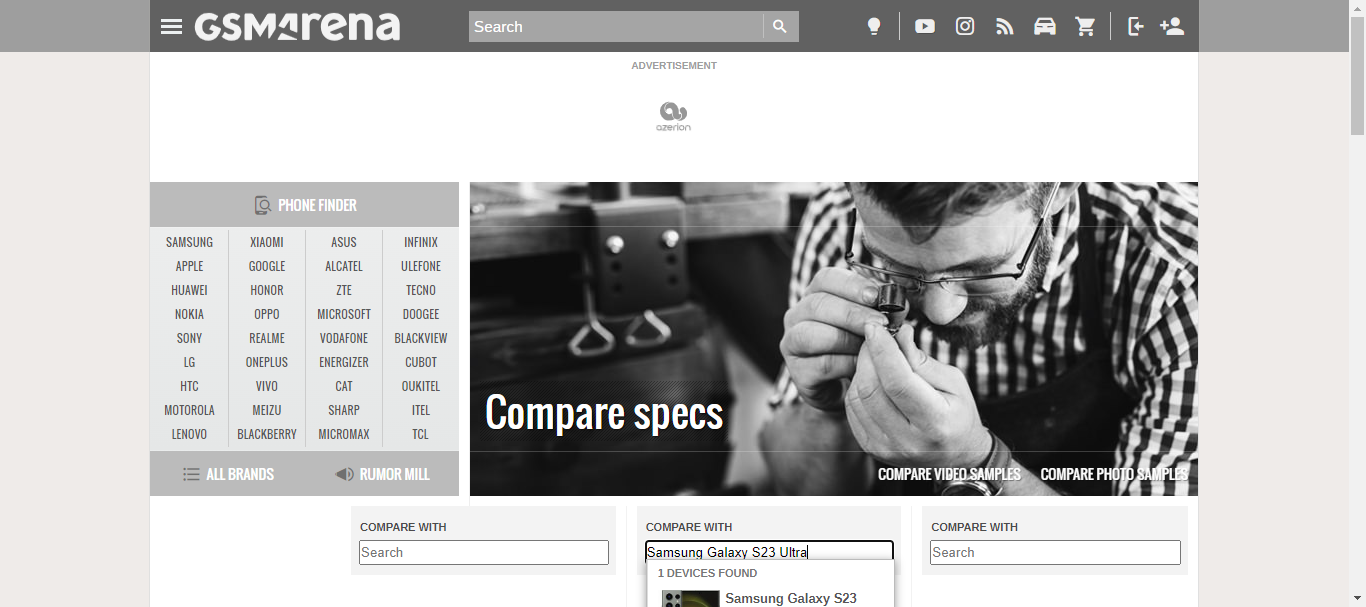 GSMArena
Search
ADVERTISEMENT
azerion
PHONE FINDER
SAMSUNG XIAOMI ASUS INFINIX
APPLE GOOGLE ALCATEL ULEFONE
HUAWEI HONOR ZTE TECNO
NOKIA OPPO MICROSOFT DOOGEE
SONY REALME VODAFONE BLACKVIEW
LG ONEPLUS ENERGIZER CUBOT
HTC VIVO CAT OUKITEL
MOTOROLA MEIZU SHARP ITEL
LENOVO BLACKBERRY MICROMAX TCL
ALL BRANDS RUMOR MILL
Compare specs
COMPARE VIDEO SAMPLES COMPARE PHOTO SAMPLES
COMPARE WITH COMPARE WITH COMPARE WITH
Search Samsung Galaxy S23 Ultra Search
1 DEVICES FOUND
Samsung Galaxy S23